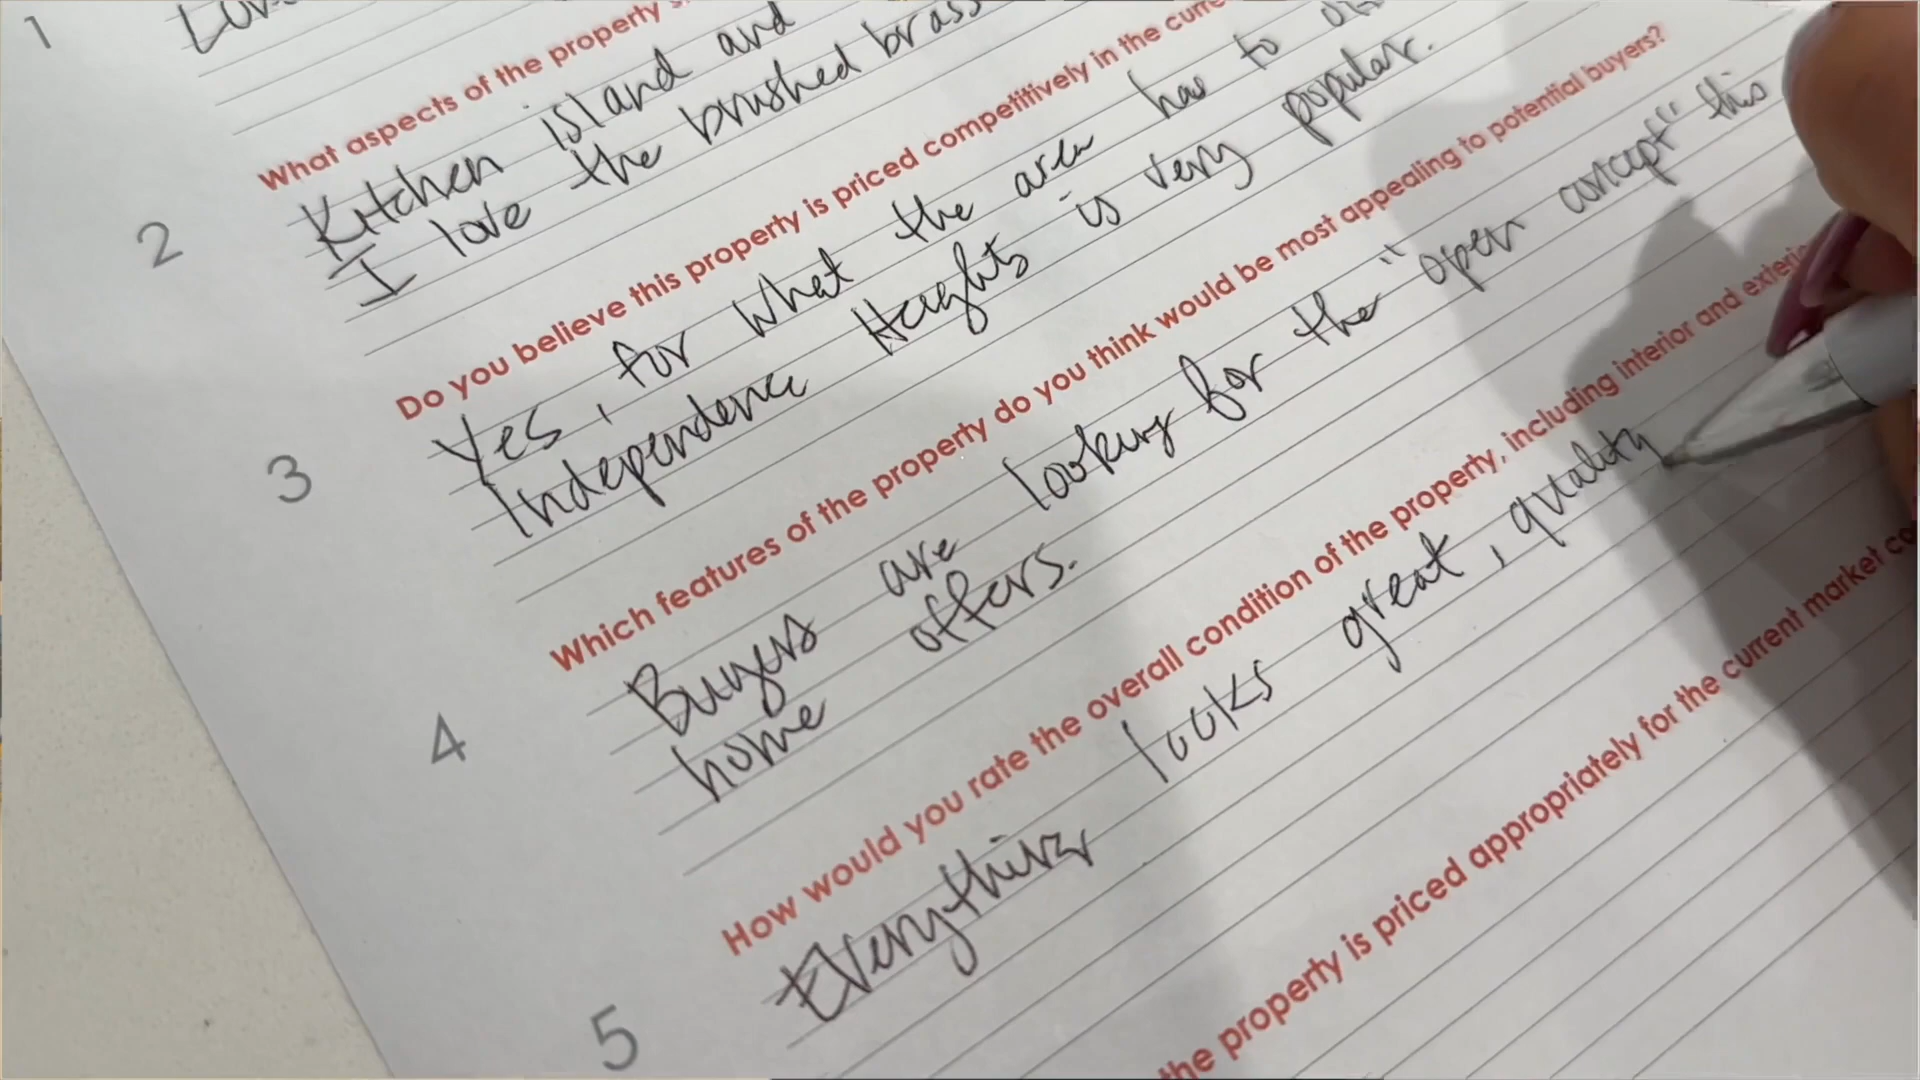 1
2
What aspects of the property
Kitchen island and
I love the brushed brass
3
Do you believe this property is priced competitively in the curre
Yes, for what the area has to
Independence Heights is very popular.
4
Which features of the property do you think would be most appealing to potential buyers?
Buyers are looking for the "open concept" this
home offers.
5
How would you rate the overall condition of the property, including interior and exterio
Everything looks great, quality
the property is priced appropriately for the current market co